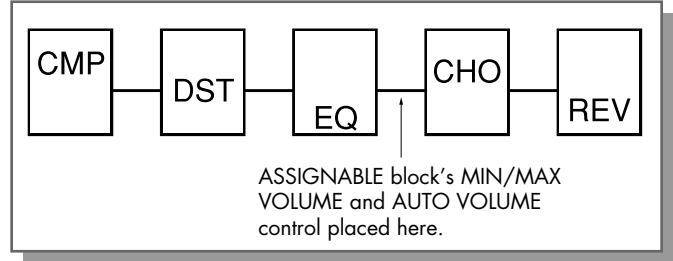 CMP
DST
EQ
CHO
REV
ASSIGNABLE block's MIN/MAX
VOLUME and AUTO VOLUME
control placed here.